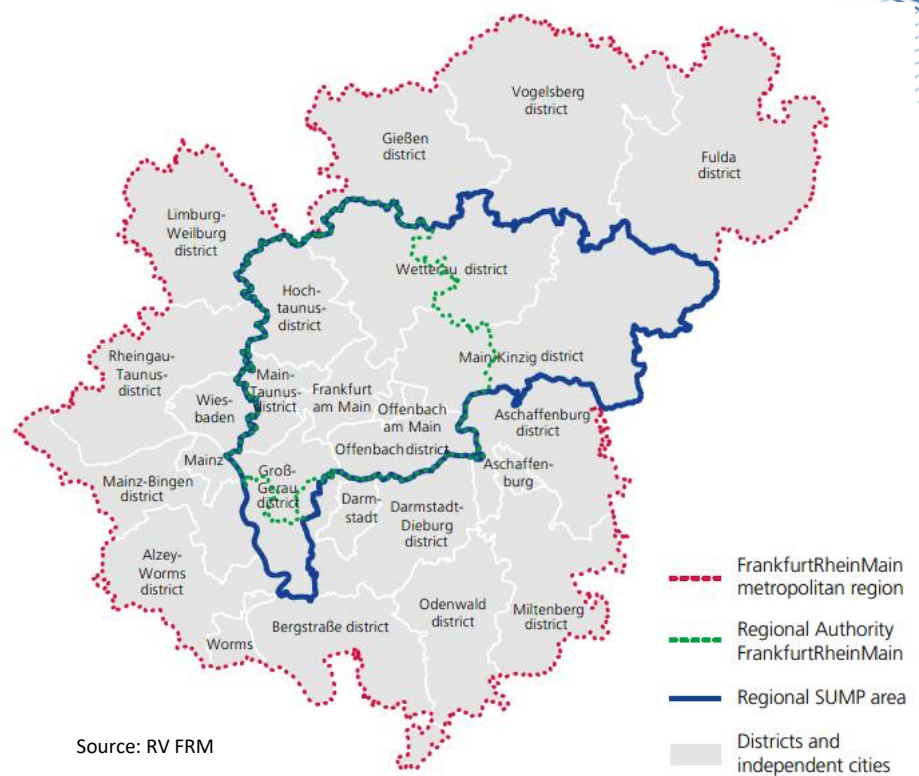 Vogelsberg
district
Gießen
district
Fulda
district
Limburg-
Weilburg
district
Wetterau district
Hoch-
taunus-
district
Rheingau-
Taunus-
district
Main-
Taunus-
district
Main Kinzig district
Wies-
baden
Frankfurt
am Main
Offenbach
am Main
Aschaffenburg
district
Offenbach district
Mainz
Groß-
Gerau
district
Aschaffen-
burg
Mainz-Bingen
district
Darm-
stadt
Darmstadt-
Dieburg
district
Alzey-
Worms
district
Odenwald
district
Miltenberg
district
Worms
Bergstraße district
FrankfurtRheinMain
metropolitan region
Regional Authority
FrankfurtRheinMain
Regional SUMP area
Districts and
independent cities
Source: RV FRM